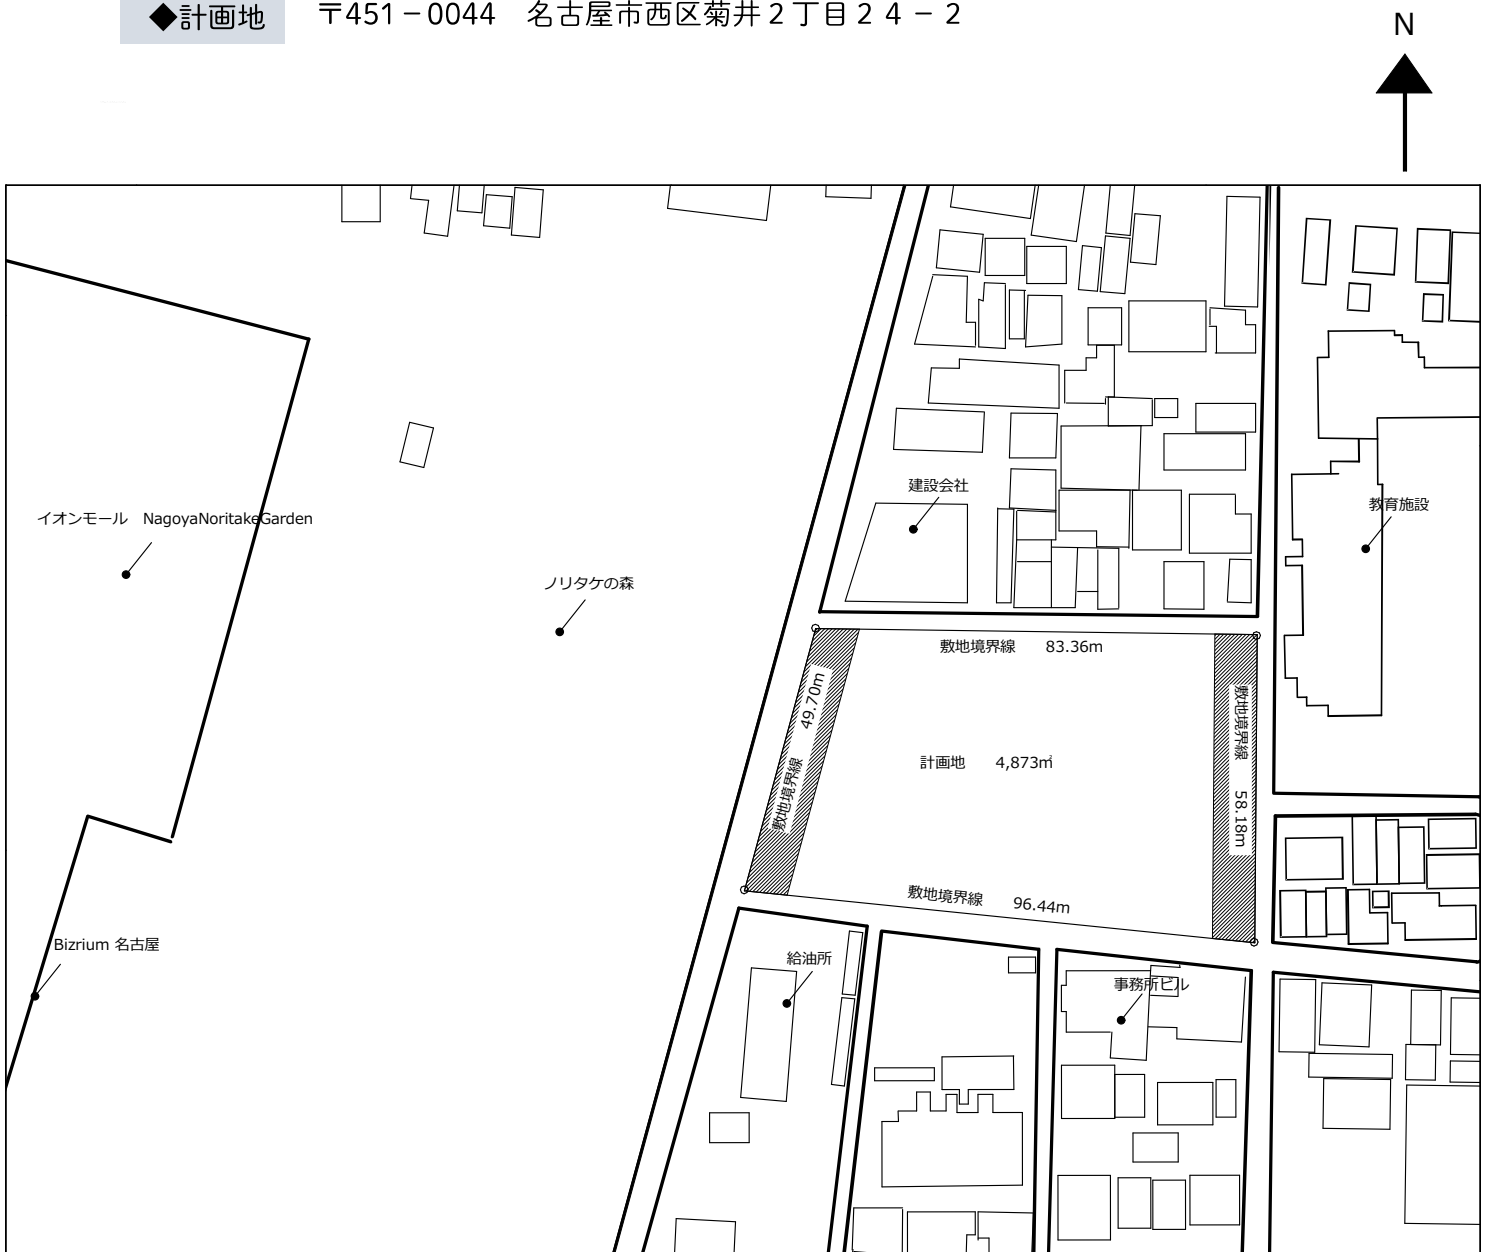 ◆計画地　〒451－0044　名古屋市西区菊井２丁目２４－２
N
建設会社
教育施設
イオンモール　NagoyaNoritakeGarden
ノリタケの森
敷地境界線　83.36m
敷地境界線　49.70m
敷地境界線　58.18m
計画地　4,873㎡
敷地境界線　96.44m
Bizrium 名古屋
給油所
事務所ビル